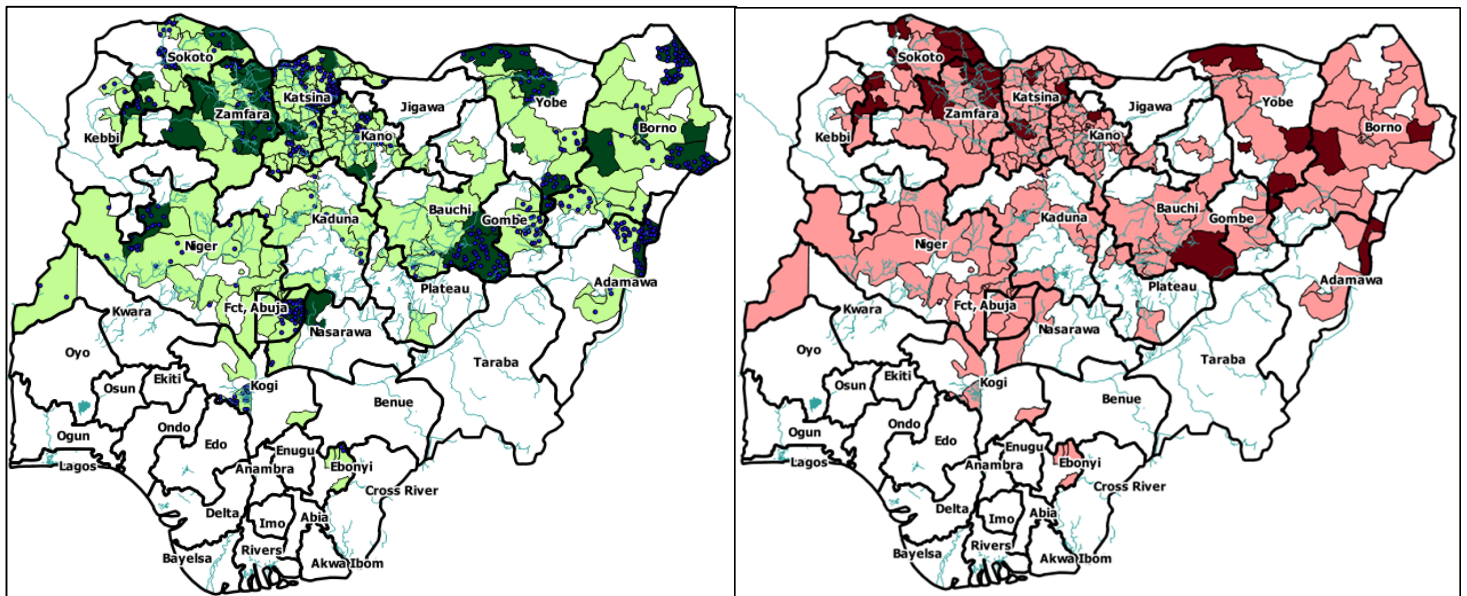 Sokoto
Katsina
Zamfara
Jigawa
Yobe
Borno
Kebbi
Kano
Bauchi
Gombe
Kaduna
Niger
Adamawa
Plateau
Fct, Abuja
Kwara
Nasarawa
Oyo
Taraba
Ekiti
Kogi
Osun
Benue
Ondo
Ogun
Edo
Enugu
Lagos
Anambra
Ebonyi
Cross River
Delta
Imo
Abia
Bayelsa
Rivers
Akwa Ibom
Sokoto
Katsina
Zamfara
Jigawa
Yobe
Borno
Kebbi
Kano
Bauchi
Gombe
Kaduna
Niger
Adamawa
Plateau
Fct, Abuja
Kwara
Nasarawa
Oyo
Taraba
Ekiti
Kogi
Osun
Benue
Ondo
Ogun
Edo
Enugu
Lagos
Anambra
Ebonyi
Cross River
Delta
Imo
Abia
Bayelsa
Rivers
Akwa Ibom